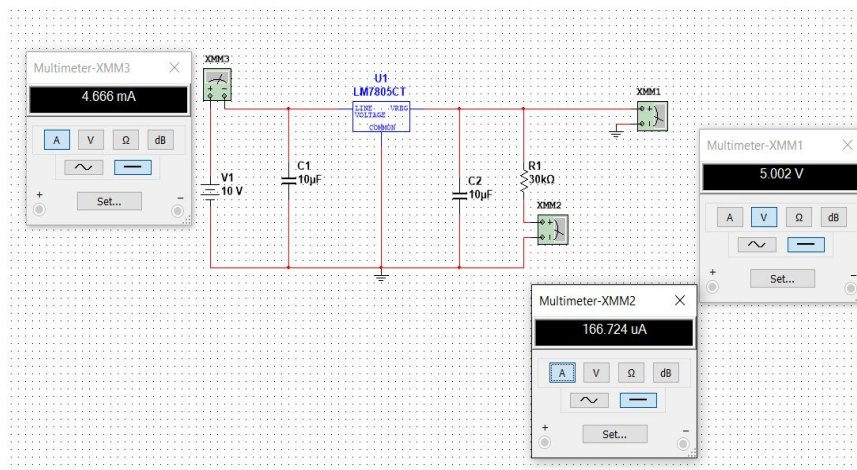 XMM3
Multimeter-XMM3
4.666 mA
A V Ω dB
+ Set... -
U1
LM7805CT
LINE VREG
VOLTAGE
COMMON
XMM1
V1
10 V
C1
10µF
C2
10µF
R1
30kΩ
XMM2
Multimeter-XMM1
5.002 V
A V Ω dB
+ Set... -
Multimeter-XMM2
166.724 uA
A V Ω dB
+ Set... -